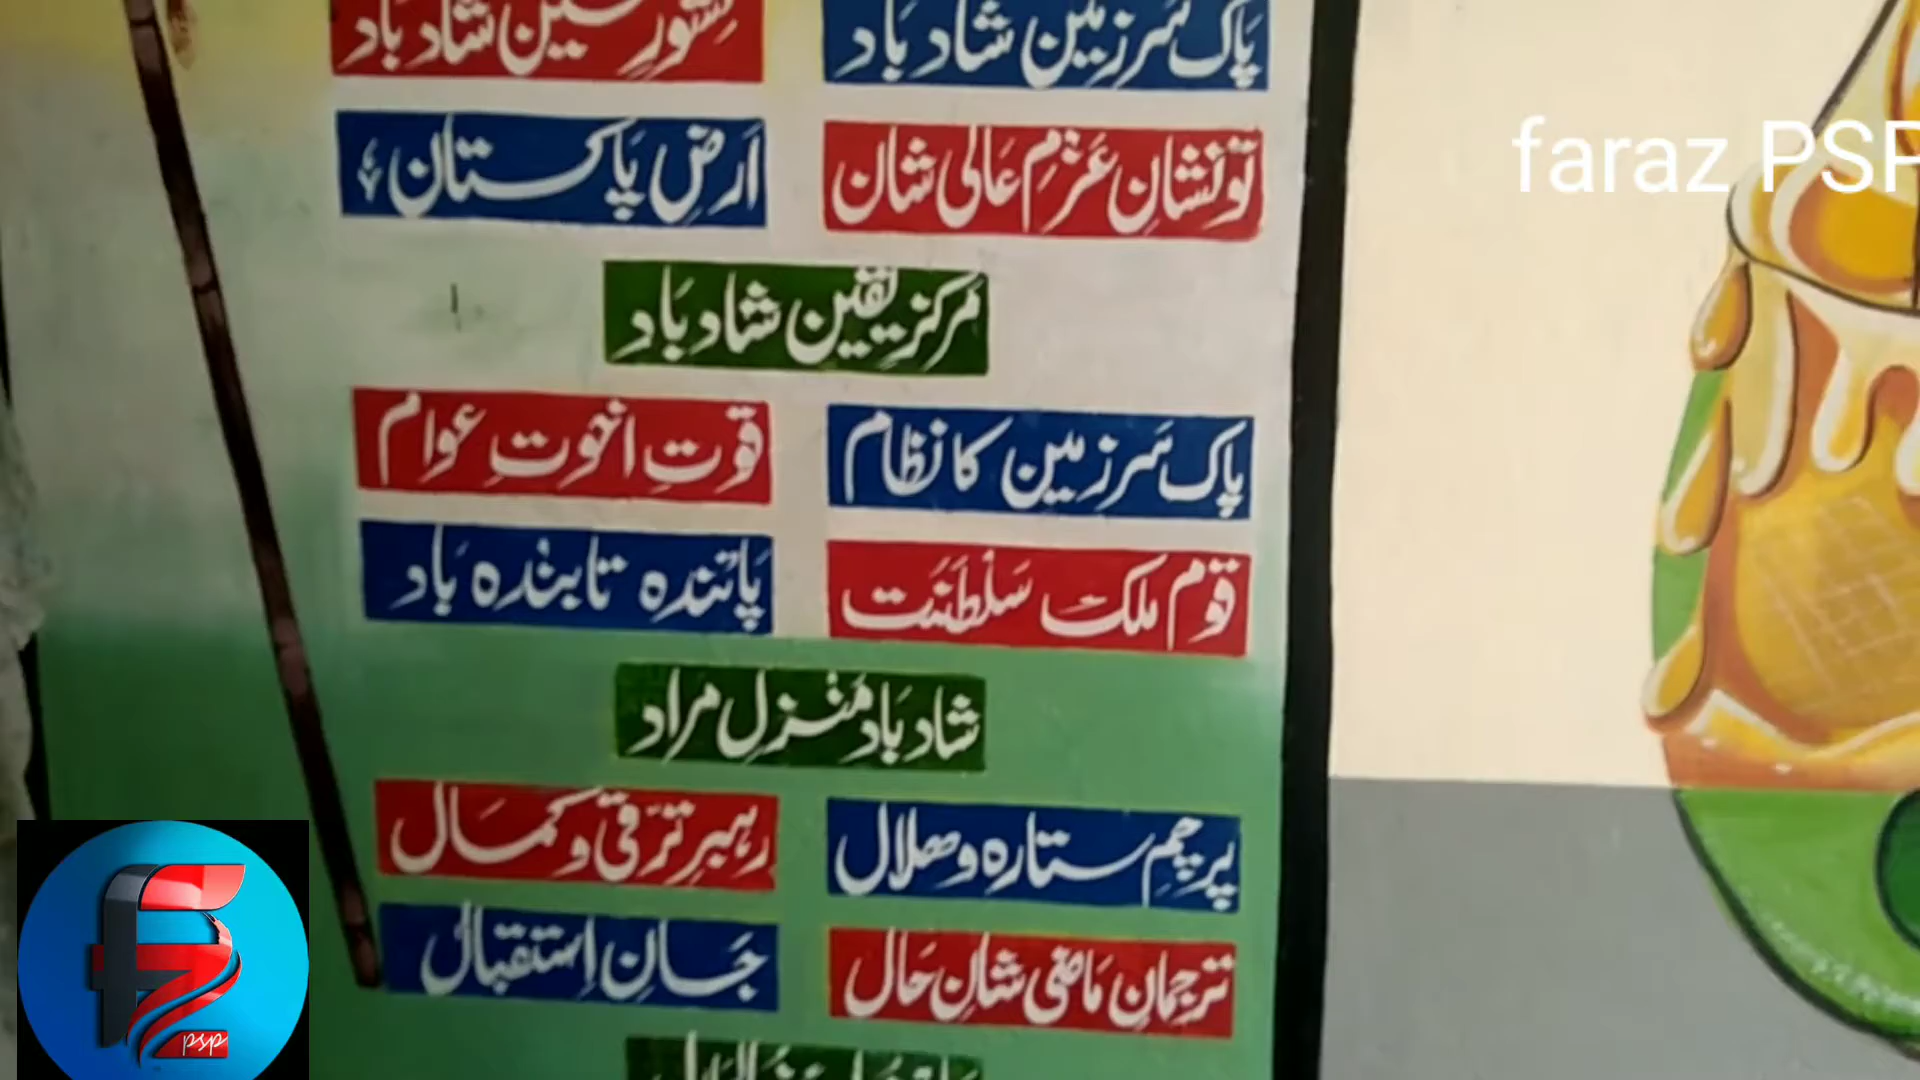 پاک سرزمین شاد باد
کشورِ حسین شاد باد
تو نشانِ عزمِ عالی شان
ارضِ پاکستان
مرکزِ یقین شاد باد
پاک سرزمین کا نظام
قوتِ اخوتِ عوام
قوم ملک سلطنت
پائندہ تابندہ باد
شاد باد منزل مراد
پرچمِ ستارہ و ھلال
رہبرِ ترقی و کمال
ترجمانِ ماضی شانِ حال
جانِ استقبال
faraz PSP
psp